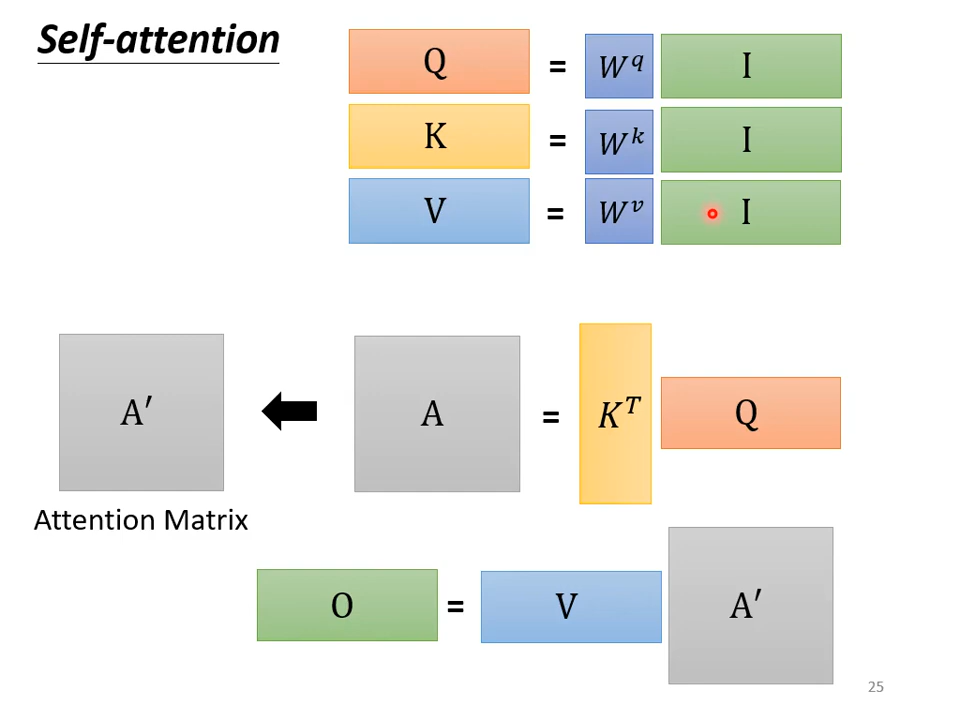 Self-attention
Q = W^q I
K = W^k I
V = W^v I
A′ A = K^T Q
Attention Matrix
O = V A′
25